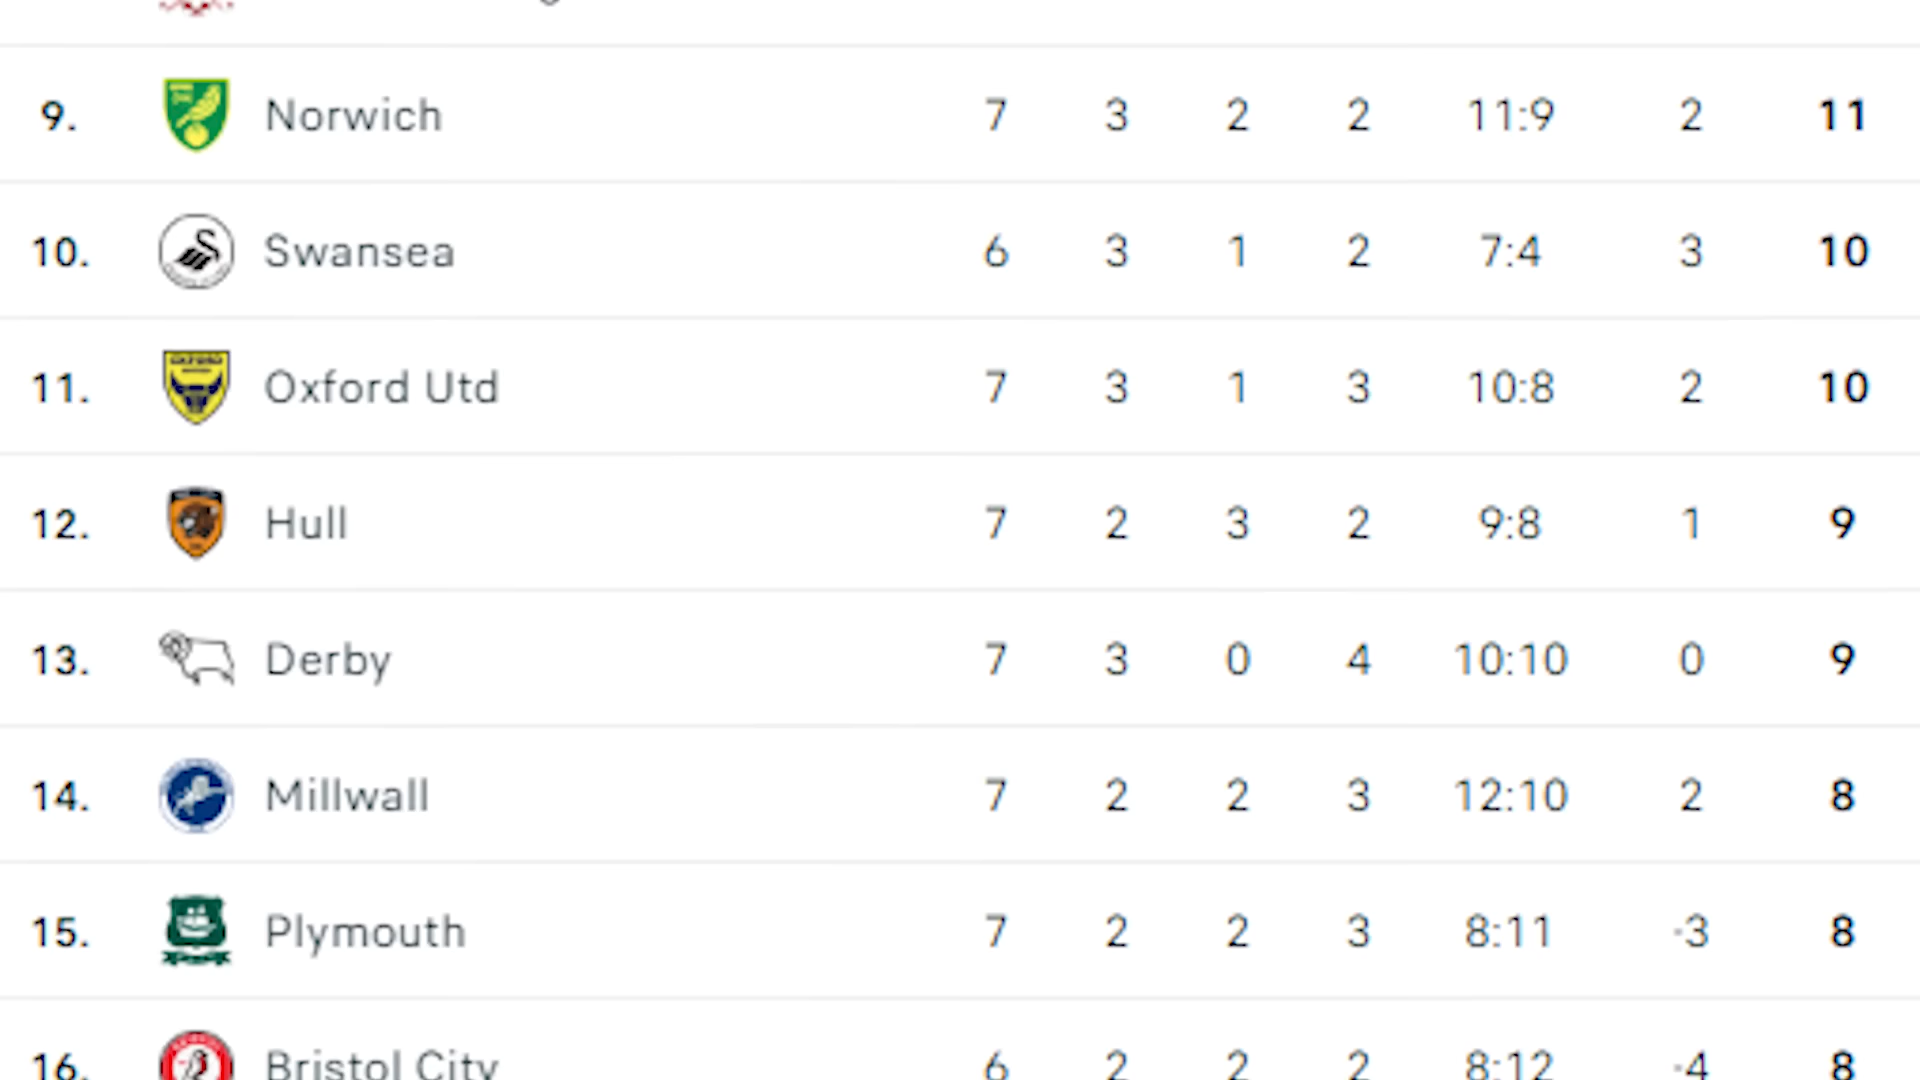 9. Norwich 7 3 2 2 11:9 2 11
10. Swansea 6 3 1 2 7:4 3 10
11. Oxford Utd 7 3 1 3 10:8 2 10
12. Hull 7 2 3 2 9:8 1 9
13. Derby 7 3 0 4 10:10 0 9
14. Millwall 7 2 2 3 12:10 2 8
15. Plymouth 7 2 2 3 8:11 -3 8
16. Bristol City 6 2 2 2 8:12 -4 8